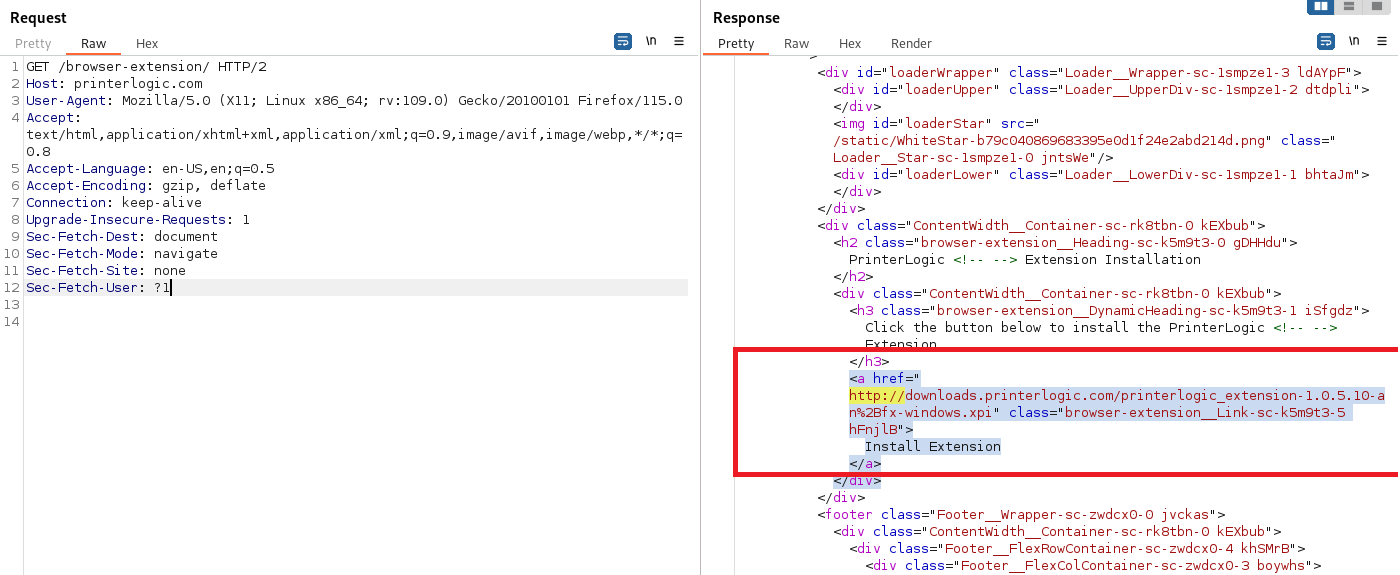 Request
Pretty Raw Hex
\n
1 GET /browser-extension/ HTTP/2
2 Host: printerlogic.com
3 User-Agent: Mozilla/5.0 (X11; Linux x86_64; rv:109.0) Gecko/20100101 Firefox/115.0
4 Accept:
text/html,application/xhtml+xml,application/xml;q=0.9,image/avif,image/webp,*/*;q=
0.8
5 Accept-Language: en-US,en;q=0.5
6 Accept-Encoding: gzip, deflate
7 Connection: keep-alive
8 Upgrade-Insecure-Requests: 1
9 Sec-Fetch-Dest: document
10 Sec-Fetch-Mode: navigate
11 Sec-Fetch-Site: none
12 Sec-Fetch-User: ?1
13
14
Response
Pretty Raw Hex Render
\n
>
<div id="loaderWrapper" class="Loader__Wrapper-sc-1smpze1-3 ldAYpF">
<div id="loaderUpper" class="Loader__UpperDiv-sc-1smpze1-2 dtdpli">
</div>
<img id="loaderStar" src="
/static/WhiteStar-b79c040869683395e0d1f24e2abd214d.png" class="
Loader__Star-sc-1smpze1-0 jntsWe"/>
<div id="loaderLower" class="Loader__LowerDiv-sc-1smpze1-1 bhtaJm">
</div>
</div>
<div class="ContentWidth__Container-sc-rk8tbn-0 kEXbub">
<h2 class="browser-extension__Heading-sc-k5m9t3-0 gDHHdu">
PrinterLogic <!-- --> Extension Installation
</h2>
<div class="ContentWidth__Container-sc-rk8tbn-0 kEXbub">
<h3 class="browser-extension__DynamicHeading-sc-k5m9t3-1 iSfgdz">
Click the button below to install the PrinterLogic <!-- -->
Extension
</h3>
<a href="
http://downloads.printerlogic.com/printerlogic_extension-1.0.5.10-a
n%2Bfx-windows.xpi" class="browser-extension__Link-sc-k5m9t3-5
hFnjlB">
Install Extension
</a>
</div>
</div>
<footer class="Footer__Wrapper-sc-zwdcx0-0 jvckas">
<div class="ContentWidth__Container-sc-rk8tbn-0 kEXbub">
<div class="Footer__FlexRowContainer-sc-zwdcx0-4 khSMrB">
<div class="Footer__FlexColContainer-sc-zwdcx0-3 boywhs">